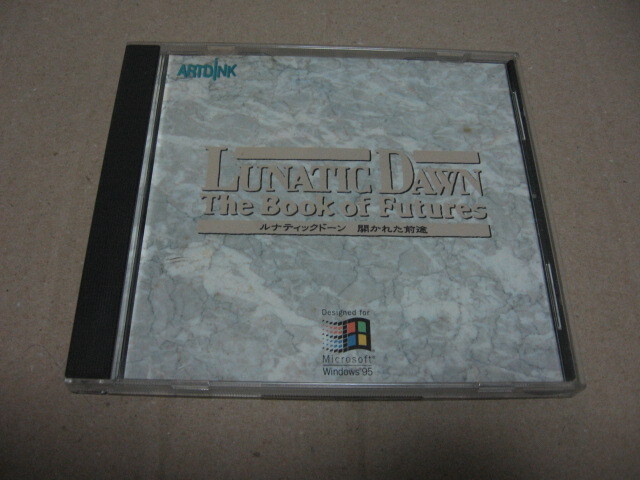 ARTDINK
LUNATIC DAWN
The Book of Futures
ルナティックドーン 開かれた前途
Designed for
Microsoft®
Windows®95